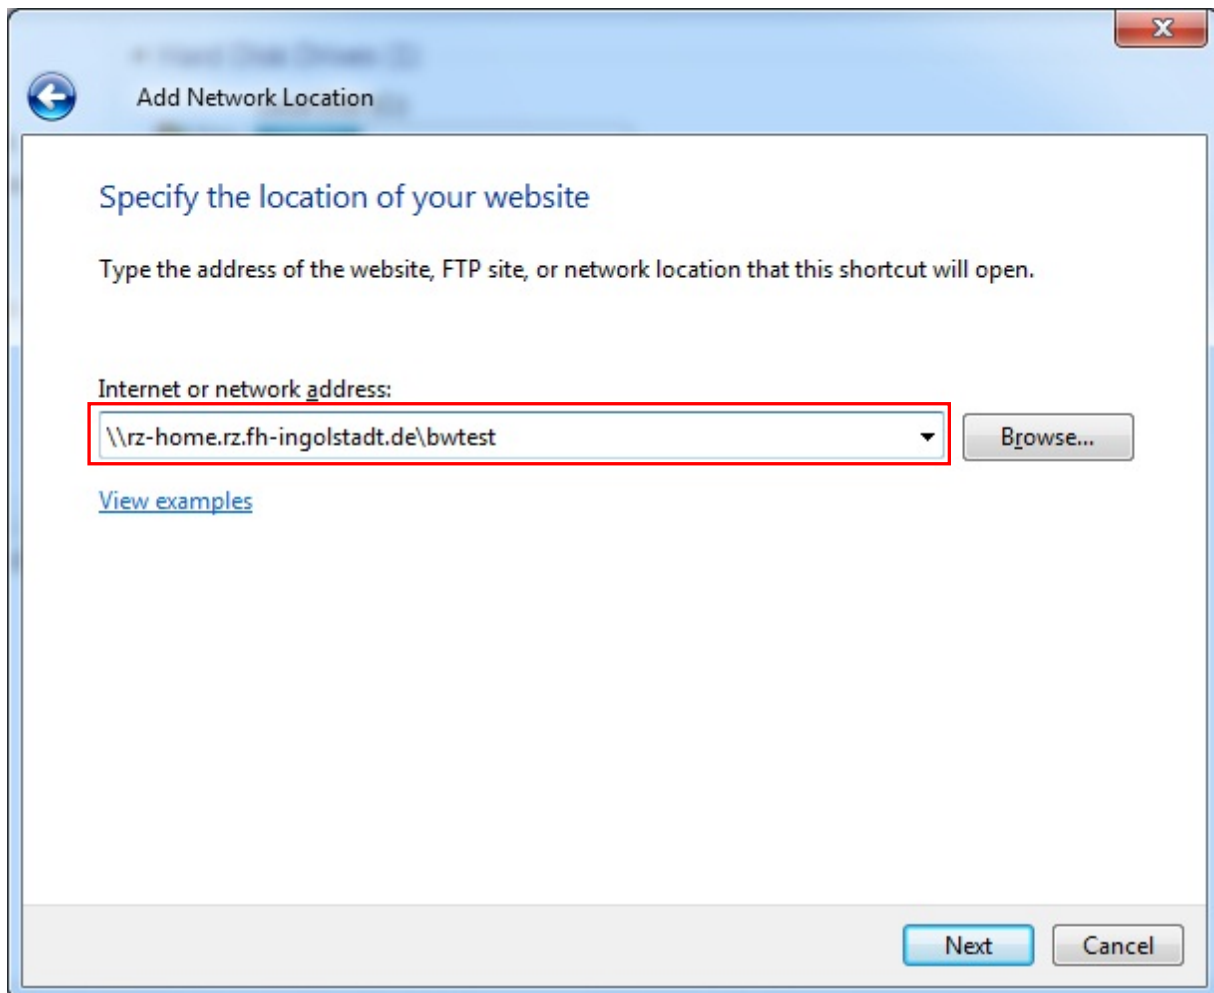 Add Network Location
Specify the location of your website
Type the address of the website, FTP site, or network location that this shortcut will open.
Internet or network address:
\\rz-home.rz.fh-ingolstadt.de\bwtest
Browse...
View examples
Next
Cancel